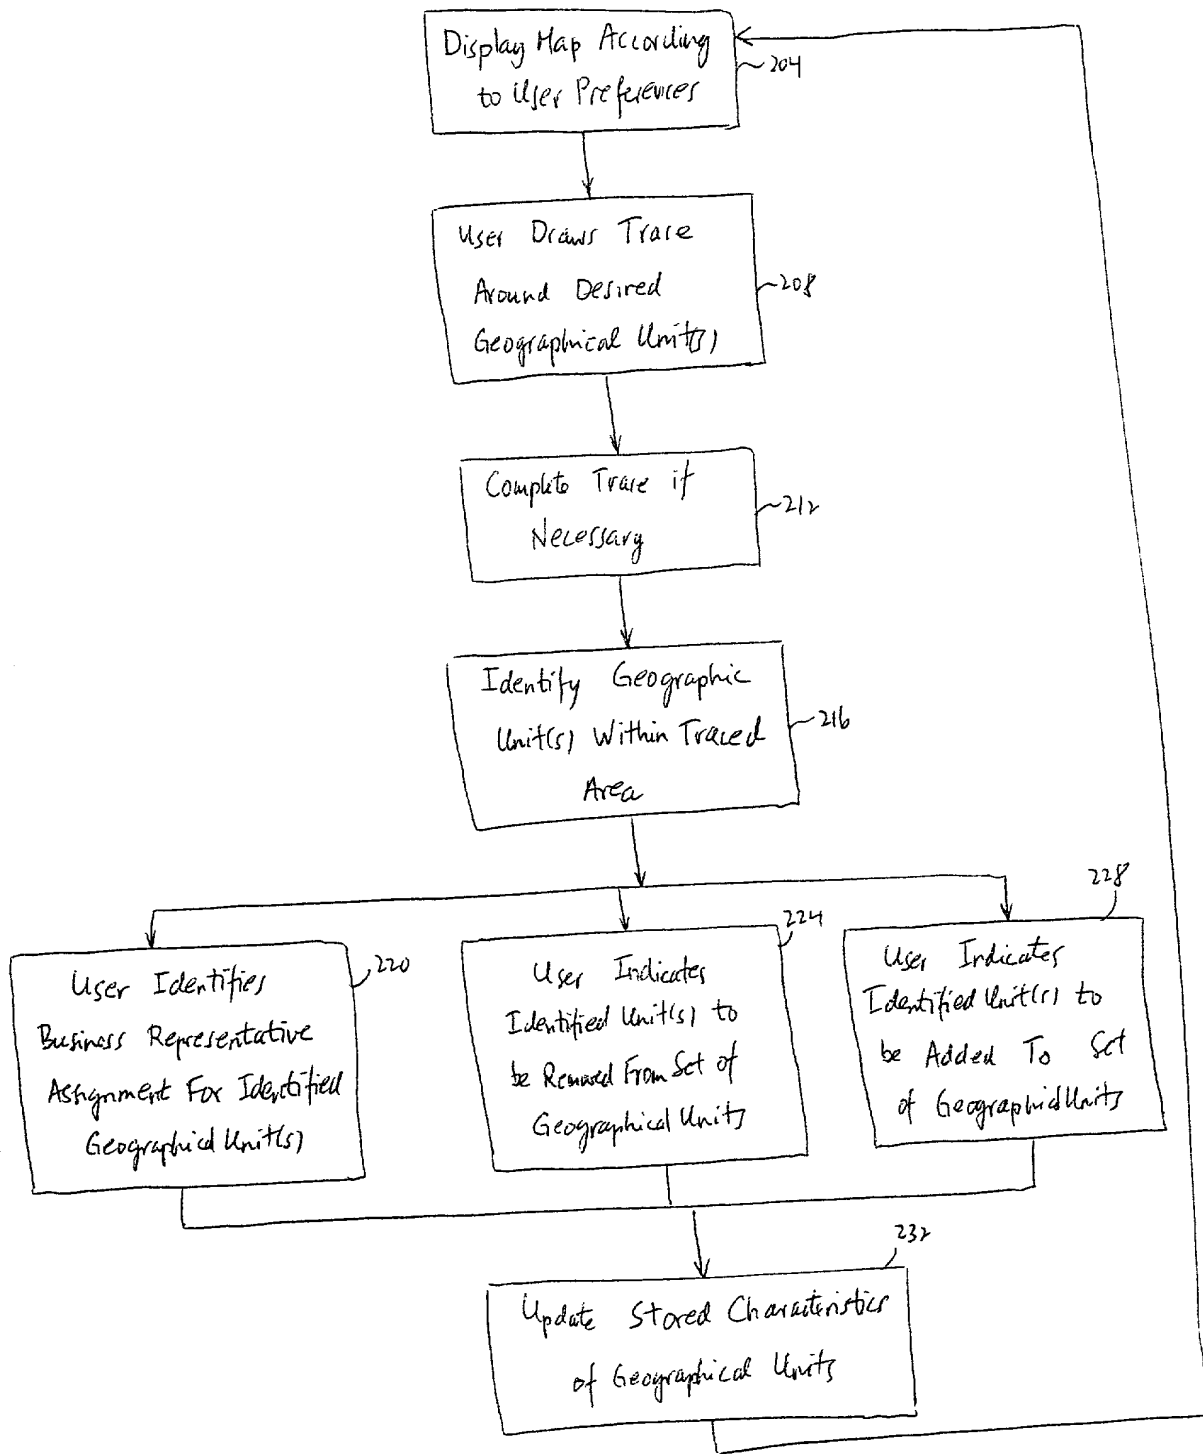 Display Map According
to User Preferences
204
User Draws Trace
Around Desired
Geographical Unit(s)
208
Complete Trace if
Necessary
212
Identify Geographic
Unit(s) Within Traced
Area
216
User Identifies
Business Representative
Assignment For Identified
Geographical Unit(s)
220
User Indicates
Identified Unit(s) to
be Removed From Set of
Geographical Units
224
User Indicates
Identified Unit(s) to
be Added To Set
of Geographical Units
228
Update Stored Characteristics
of Geographical Units
232